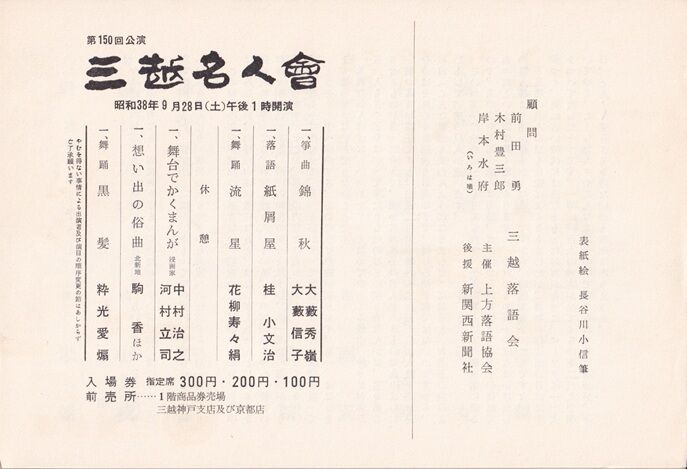 表紙絵 長谷川小信筆
三越落語会
主催 上方落語協会
後援 新関西新聞社
顧問
前田 勇
木村豊三郎
岸本水府
(いろは順)
第150回公演
三越名人會
昭和38年9月28日(土)午後1時開演
一、箏曲 錦秋 大藪秀嶺
大藪信子
一、落語 紙屑屋 桂 小文治
一、舞踊 流星 花柳寿々絹
休憩
一、舞台でかくまんが 漫画家 中村治之
河村立司
一、想い出の俗曲 北新地 駒 香ほか
一、舞踊 黒髪 粋光愛煽
やむを得ない事情による出演者及び演目の順序変更の節はあしからず
ご了承願います
入場券 指定席 300円・200円・100円
前売所……1階商品券売場
三越神戸支店及び京都店